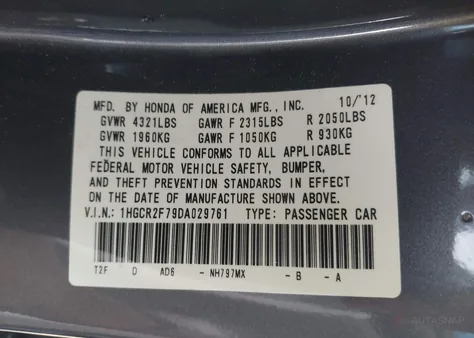 MFD. BY HONDA OF AMERICA MFG., INC. 10/'12
GVWR 4321LBS GAWR F 2315LBS R 2050LBS
GVWR 1960KG GAWR F 1050KG R 930KG
THIS VEHICLE CONFORMS TO ALL APPLICABLE
FEDERAL MOTOR VEHICLE SAFETY, BUMPER,
AND THEFT PREVENTION STANDARDS IN EFFECT
ON THE DATE OF MANUFACTURE SHOWN ABOVE.
V.I.N.: 1HGCR2F79DA029761 TYPE: PASSENGER CAR
T2F D AD6 - NH797MX - B - A
AUTOSNAP